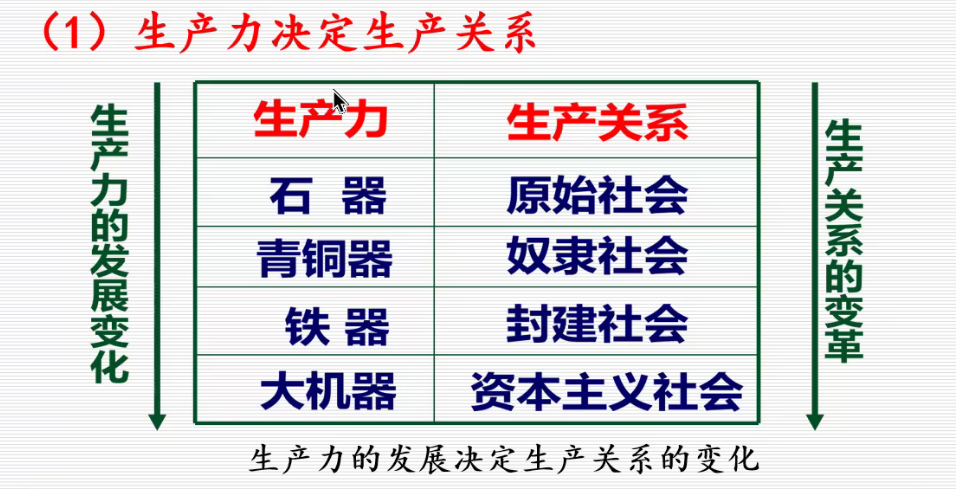 （1）生产力决定生产关系
生产力的发展变化
生产力 生产关系
石 器 原始社会
青铜器 奴隶社会
铁 器 封建社会
大机器 资本主义社会
生产关系的变革
生产力的发展决定生产关系的变化